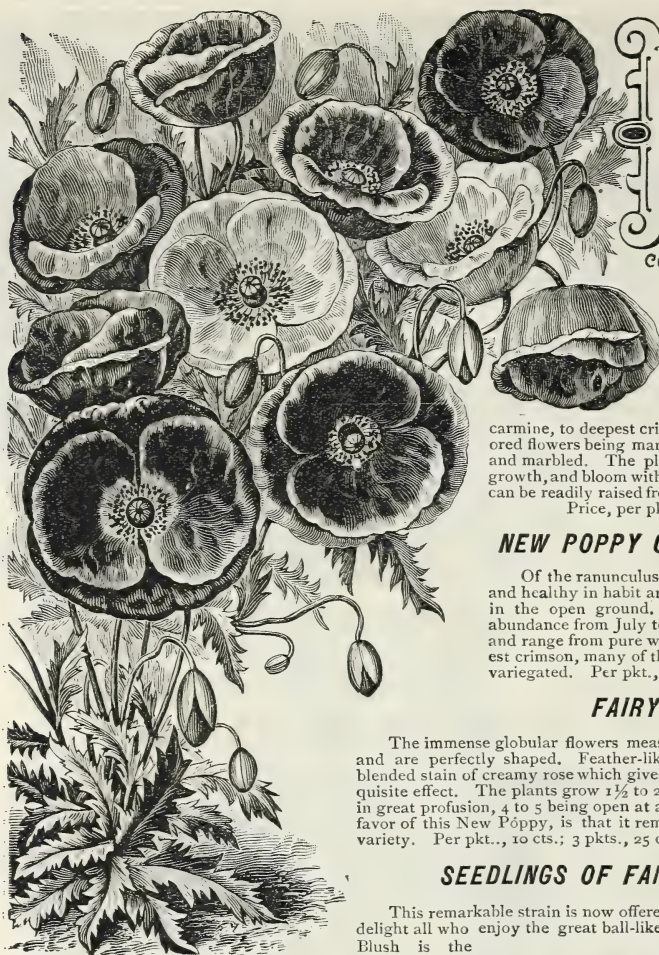 co
carmine, to deepest cri
ored flowers being mar
and marbled. The pl
growth, and bloom with
can be readily raised fr
Price, per pl
NEW POPPY
Of the ranunculus
and healthy in habit an
in the open ground.
abundance from July to
and range from pure w
est crimson, many of th
variegated. Per pkt.,
FAIRY
The immense globular flowers meas
and are perfectly shaped. Feather-lik
blended stain of creamy rose which give
quisite effect. The plants grow 1½ to 2
in great profusion, 4 to 5 being open at a
favor of this New Poppy, is that it rem
variety. Per pkt.., 10 cts.; 3 pkts., 25 c
SEEDLINGS OF FAI
This remarkable strain is now offere
delight all who enjoy the great ball-like
Blush is the